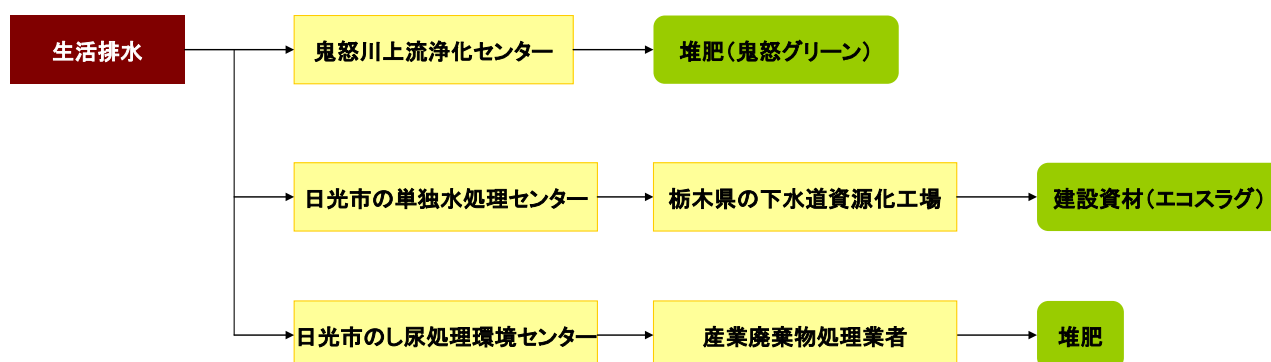 生活排水
鬼怒川上流浄化センター
堆肥（鬼怒グリーン）
日光市の単独水処理センター
栃木県の下水道資源化工場
建設資材（エコスラグ）
日光市のし尿処理環境センター
産業廃棄物処理業者
堆肥